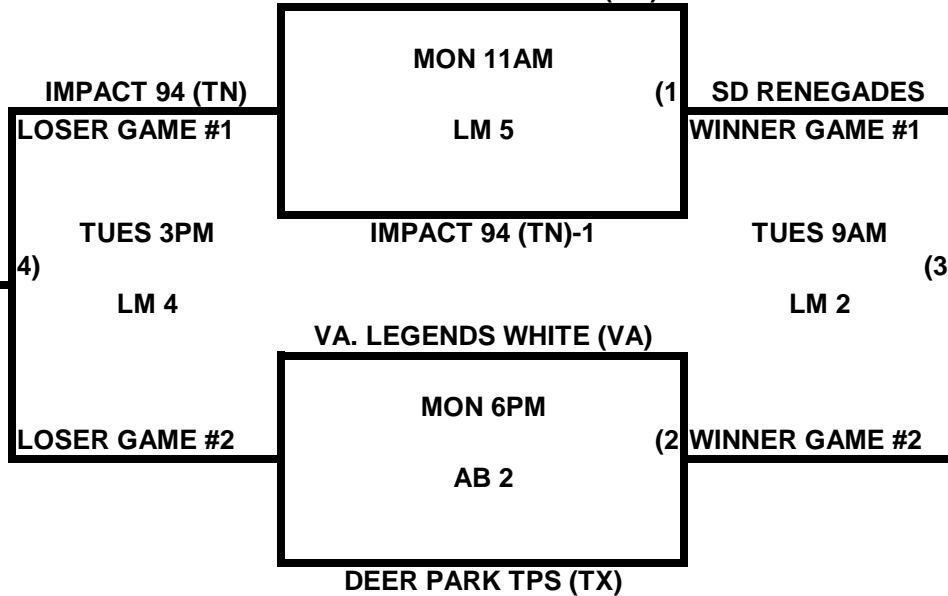 MON 11AM
IMPACT 94 (TN)
(1
SD RENEGADES
LOSER GAME #1
LM 5
WINNER GAME #1
TUES 3PM
IMPACT 94 (TN)-1
TUES 9AM
4)
(3
LM 4
LM 2
VA. LEGENDS WHITE (VA)
MON 6PM
LOSER GAME #2
(2
WINNER GAME #2
AB 2
DEER PARK TPS (TX)